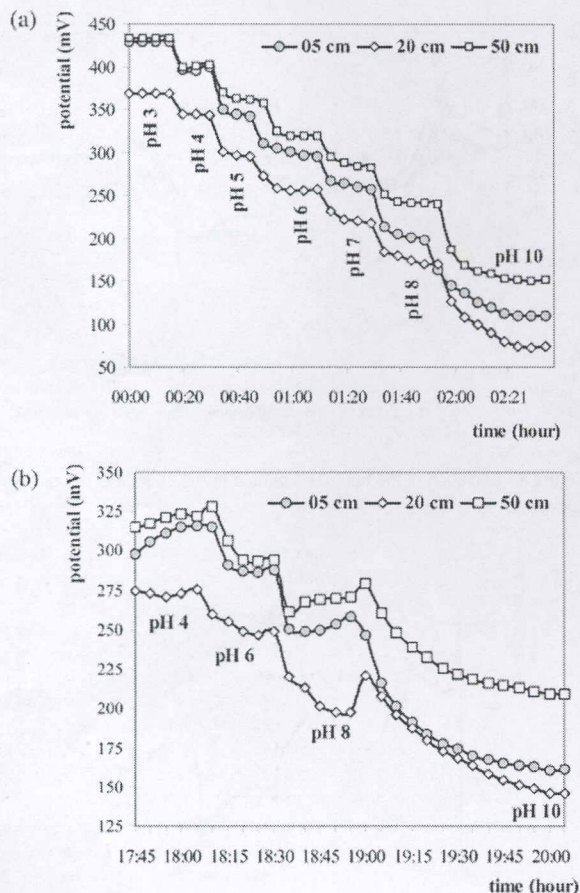 (a)
potential (mV)
450
400
350
300
250
200
150
100
50
05 cm 20 cm 50 cm
pH 3
pH 4
pH 5
pH 6
pH 7
pH 8
pH 10
00:00 00:20 00:40 01:00 01:20 01:40 02:00 02:21
time (hour)
(b)
potential (mV)
350
325
300
275
250
225
200
175
150
125
05 cm 20 cm 50 cm
pH 4
pH 6
pH 8
pH 10
17:45 18:00 18:15 18:30 18:45 19:00 19:15 19:30 19:45 20:00
time (hour)